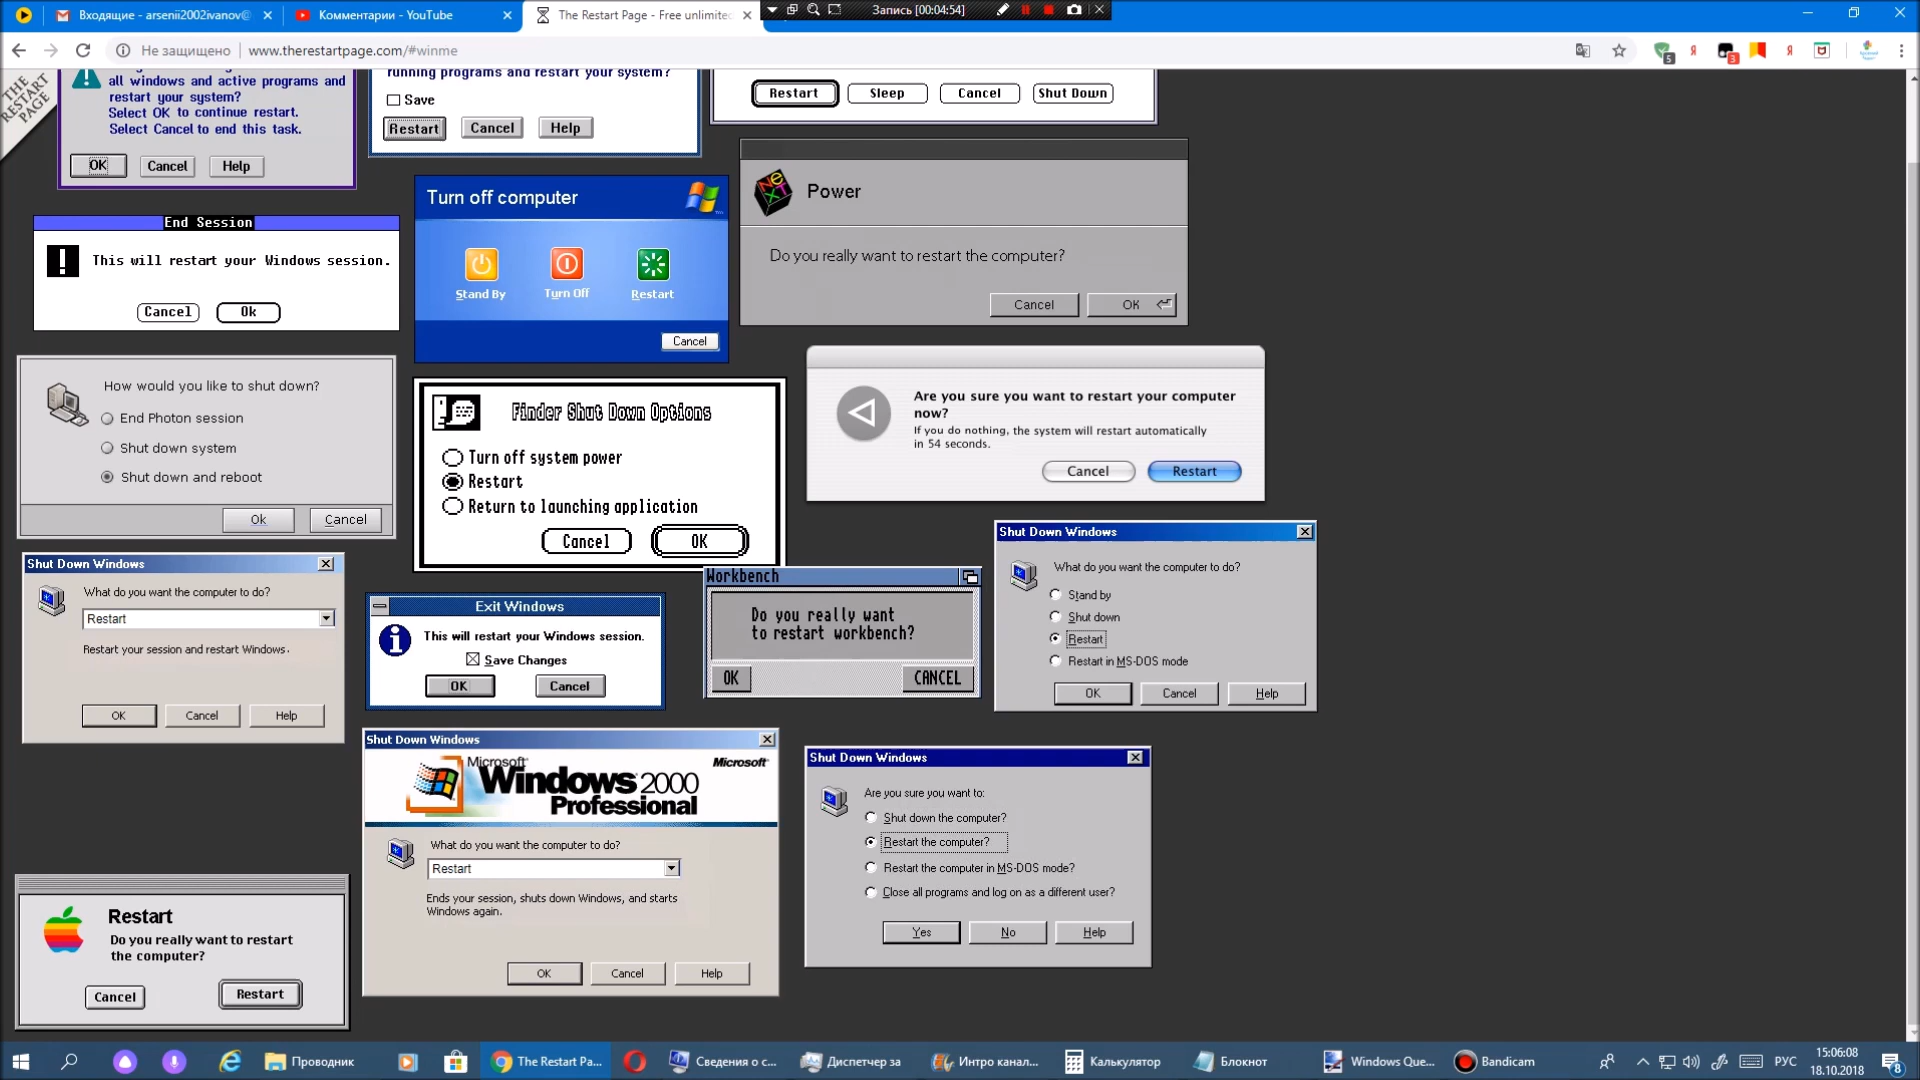 Входящие - arsenii2002ivanov@
Комментарии - YouTube
The Restart Page - Free unlimite
Запись [00:04:54]
Не защищено
www.therestartpage.com/#winme
5
3
THE
RESTART
PAGE
all windows and active programs and
restart your system?
Select OK to continue restart.
Select Cancel to end this task.
OK
Cancel
Help
running programs and restart your system?
Save
Restart
Cancel
Help
Restart
Sleep
Cancel
Shut Down
End Session
This will restart your Windows session.
Cancel
Ok
Turn off computer
Stand By
Turn Off
Restart
Cancel
Power
Do you really want to restart the computer?
Cancel
OK
How would you like to shut down?
End Photon session
Shut down system
Shut down and reboot
Ok
Cancel
Finder Shut Down Options
Turn off system power
Restart
Return to launching application
Cancel
OK
Are you sure you want to restart your computer
now?
If you do nothing, the system will restart automatically
in 54 seconds.
Cancel
Restart
Shut Down Windows
What do you want the computer to do?
Restart
Restart your session and restart Windows.
OK
Cancel
Help
Exit Windows
This will restart your Windows session.
Save Changes
OK
Cancel
Workbench
Do you really want
to restart workbench?
OK
CANCEL
Shut Down Windows
What do you want the computer to do?
Stand by
Shut down
Restart
Restart in MS-DOS mode
OK
Cancel
Help
Shut Down Windows
Microsoft
Microsoft
Windows 2000
Professional
What do you want the computer to do?
Restart
Ends your session, shuts down Windows, and starts
Windows again.
OK
Cancel
Help
Shut Down Windows
Are you sure you want to:
Shut down the computer?
Restart the computer?
Restart the computer in MS-DOS mode?
Close all programs and log on as a different user?
Yes
No
Help
Restart
Do you really want to restart
the computer?
Cancel
Restart
Проводник
The Restart Pa...
Сведения о с...
Диспетчер за
Интро канал...
Калькулятор
Блокнот
Windows Que...
Bandicam
РУС
15:06:08
18.10.2018
8